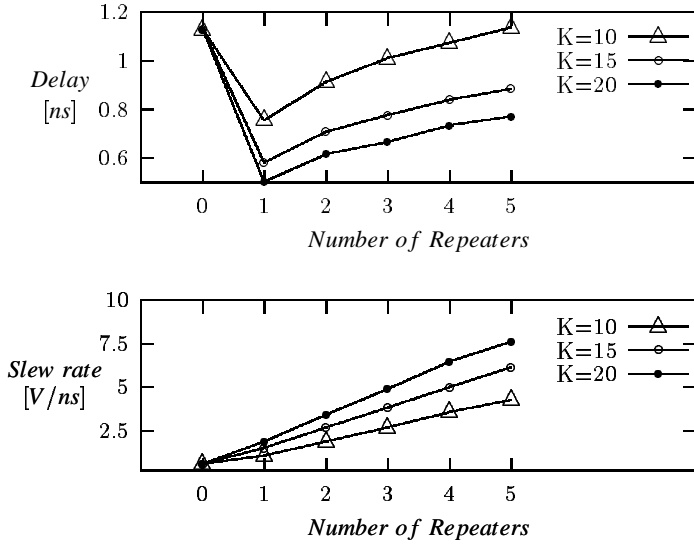 1.2
1
0.8
0.6
Delay
[ns]
K=10
K=15
K=20
0 1 2 3 4 5
Number of Repeaters
10
7.5
5
2.5
Slew rate
[V/ns]
K=10
K=15
K=20
0 1 2 3 4 5
Number of Repeaters